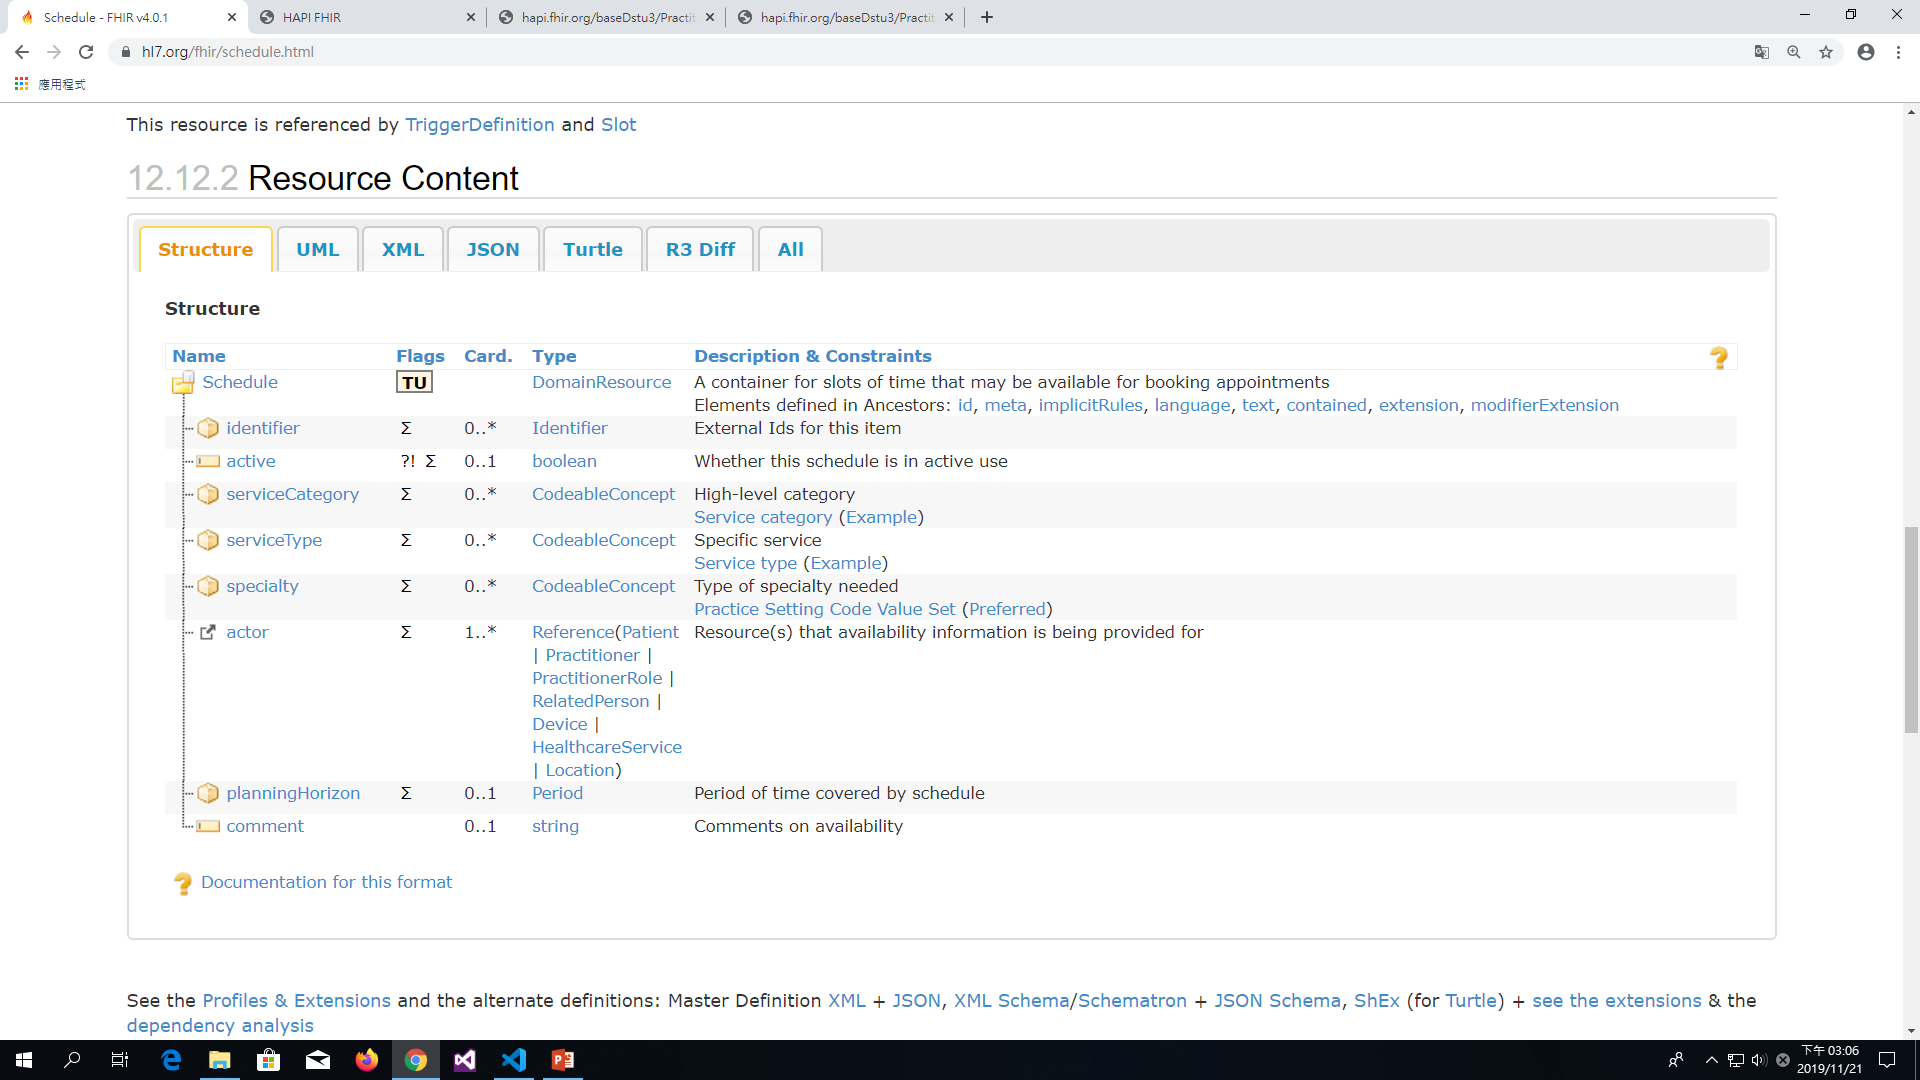 Schedule - FHIR v4.0.1
HAPI FHIR
hapi.fhir.org/baseDstu3/Practit
hapi.fhir.org/baseDstu3/Practit
hl7.org/fhir/schedule.html
應用程式
This resource is referenced by TriggerDefinition and Slot
12.12.2 Resource Content
Structure UML XML JSON Turtle R3 Diff All
Structure
Name Flags Card. Type Description & Constraints
Schedule TU DomainResource A container for slots of time that may be available for booking appointments
Elements defined in Ancestors: id, meta, implicitRules, language, text, contained, extension, modifierExtension
identifier Σ 0..* Identifier External Ids for this item
active ?! Σ 0..1 boolean Whether this schedule is in active use
serviceCategory Σ 0..* CodeableConcept High-level category
Service category (Example)
serviceType Σ 0..* CodeableConcept Specific service
Service type (Example)
specialty Σ 0..* CodeableConcept Type of specialty needed
Practice Setting Code Value Set (Preferred)
actor Σ 1..* Reference(Patient Resource(s) that availability information is being provided for
| Practitioner |
PractitionerRole |
RelatedPerson |
Device |
HealthcareService
| Location)
planningHorizon Σ 0..1 Period Period of time covered by schedule
comment 0..1 string Comments on availability
Documentation for this format
See the Profiles & Extensions and the alternate definitions: Master Definition XML + JSON, XML Schema/Schematron + JSON Schema, ShEx (for Turtle) + see the extensions & the
dependency analysis
下午 03:06
2019/11/21